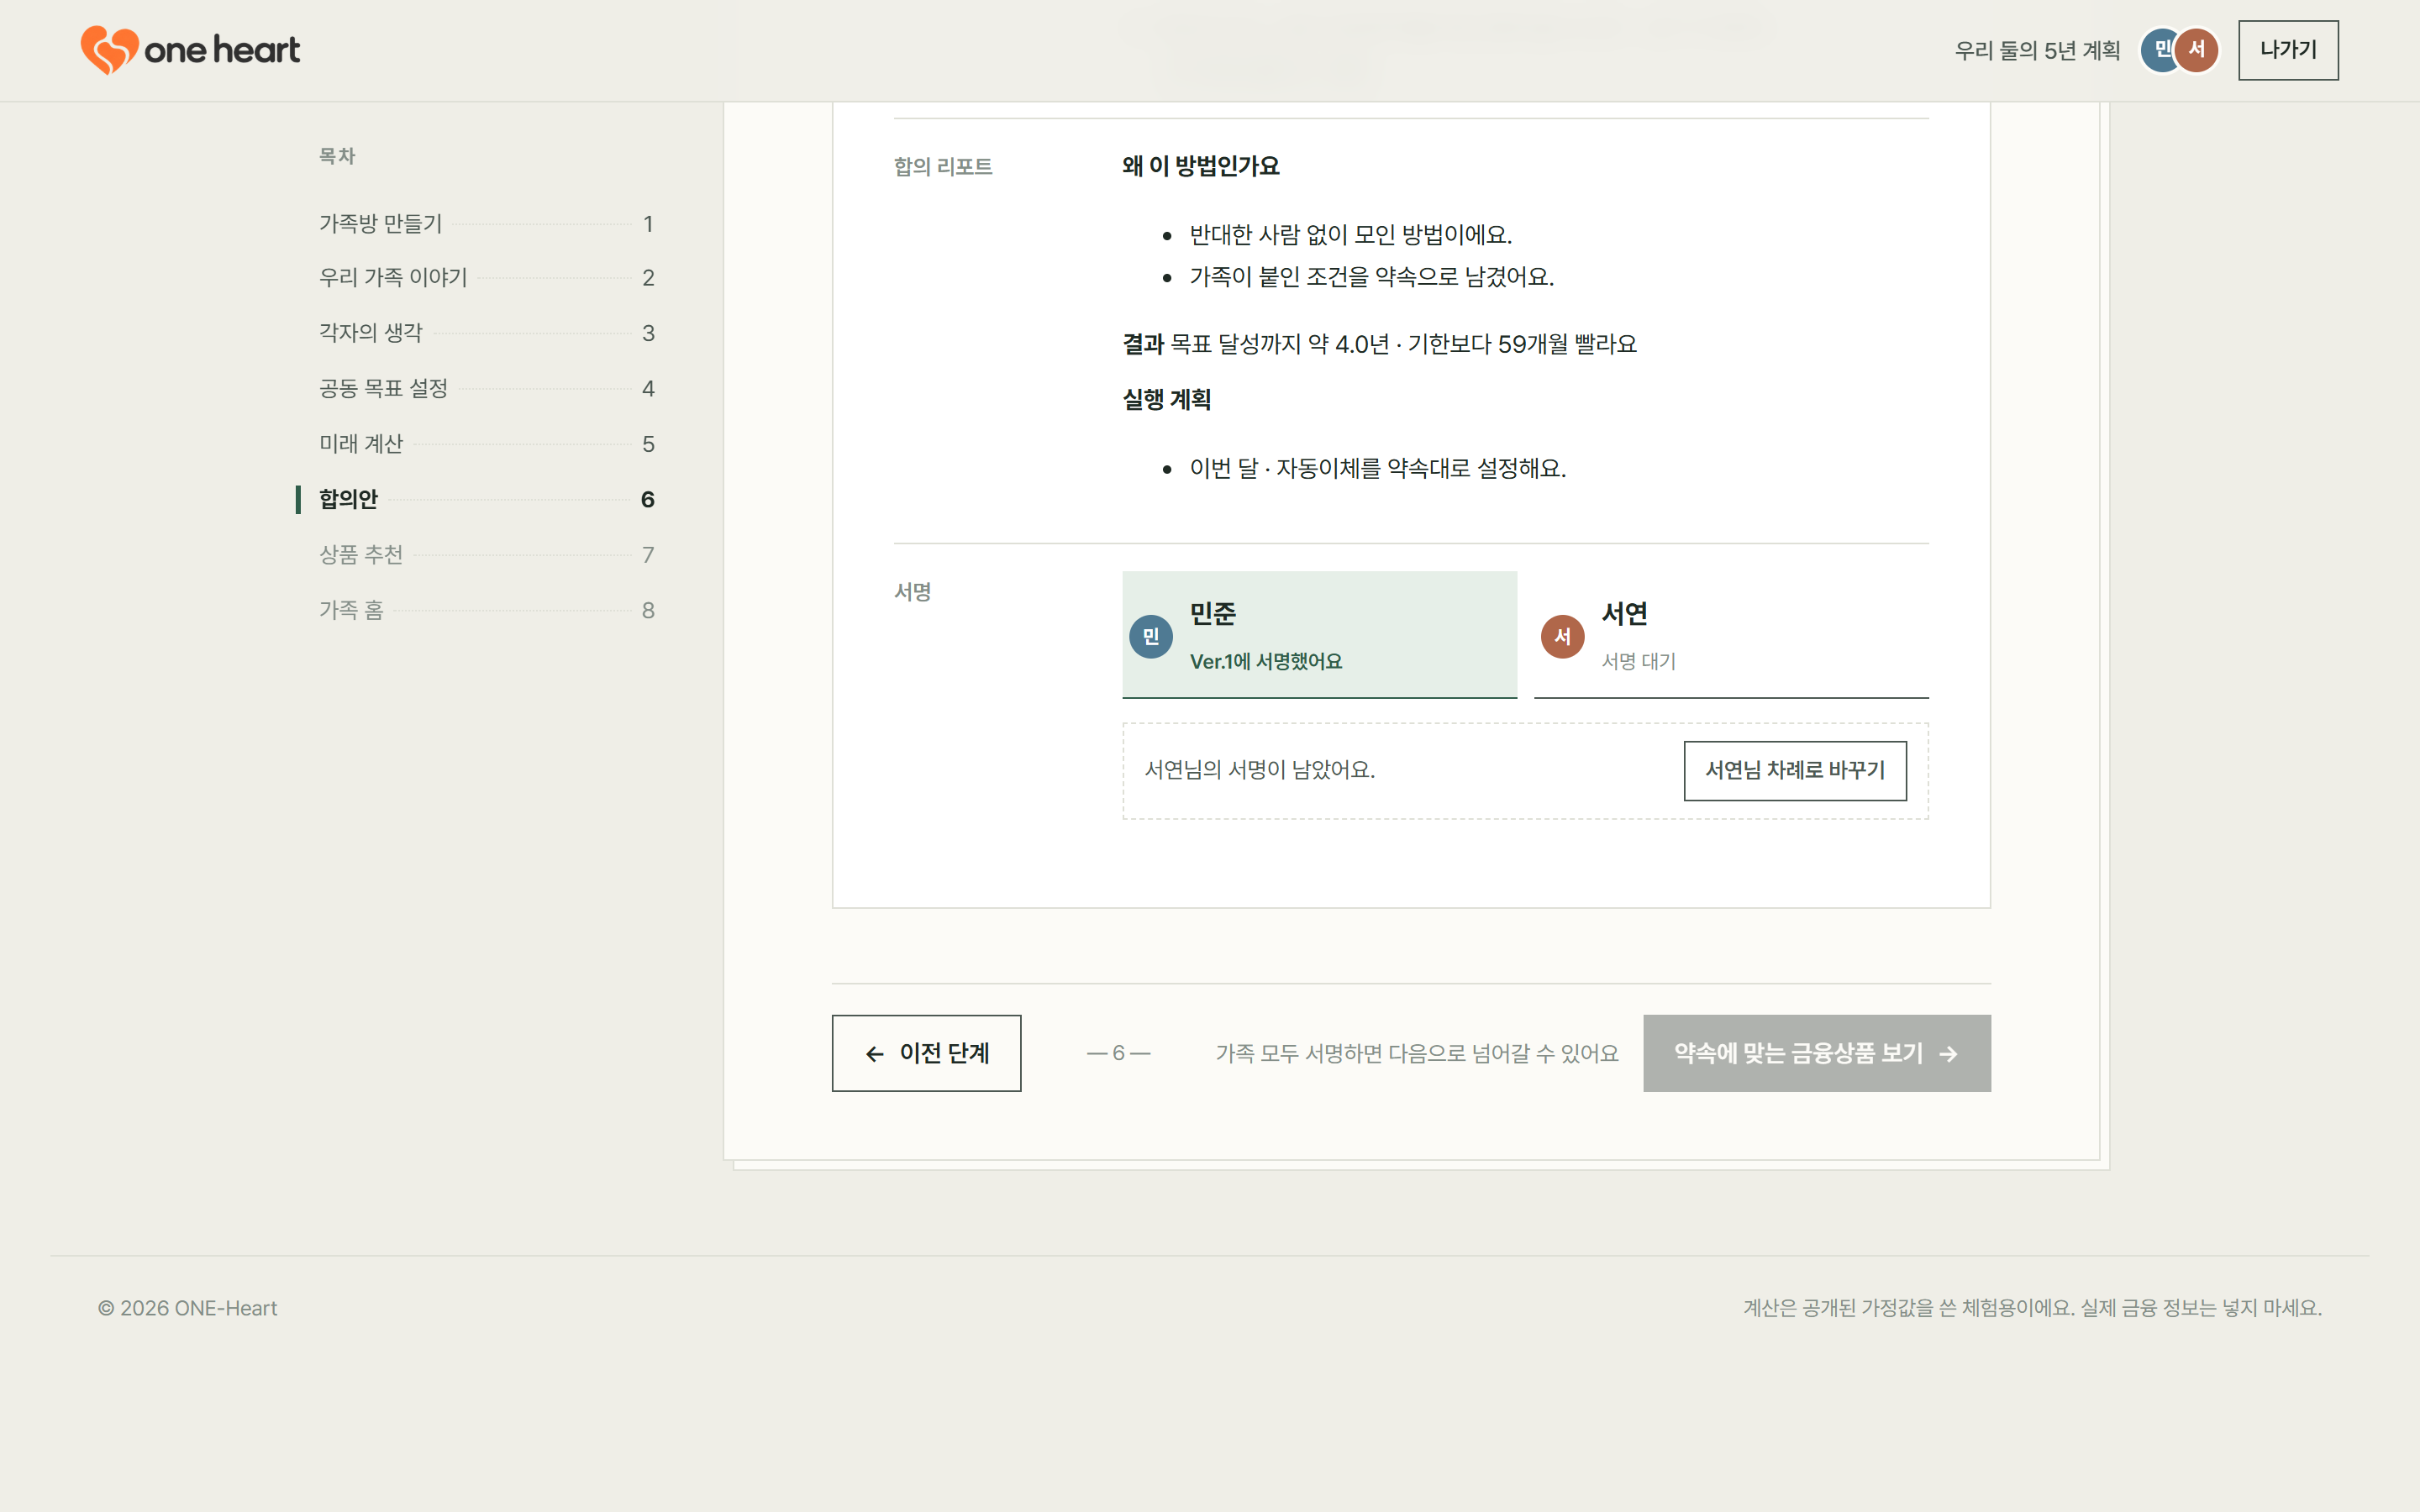 one heart
우리 둘의 5년 계획
민
서
나가기
목차
가족방 만들기 1
우리 가족 이야기 2
각자의 생각 3
공동 목표 설정 4
미래 계산 5
합의안 6
상품 추천 7
가족 홈 8
합의 리포트
왜 이 방법인가요
• 반대한 사람 없이 모인 방법이에요.
• 가족이 붙인 조건을 약속으로 남겼어요.
결과 목표 달성까지 약 4.0년 · 기한보다 59개월 빨라요
실행 계획
• 이번 달 · 자동이체를 약속대로 설정해요.
서명
민
민준
Ver.1에 서명했어요
서
서연
서명 대기
서연님의 서명이 남았어요.
서연님 차례로 바꾸기
← 이전 단계
— 6 —
가족 모두 서명하면 다음으로 넘어갈 수 있어요
약속에 맞는 금융상품 보기 →
© 2026 ONE-Heart
계산은 공개된 가정값을 쓴 체험용이에요. 실제 금융 정보는 넣지 마세요.